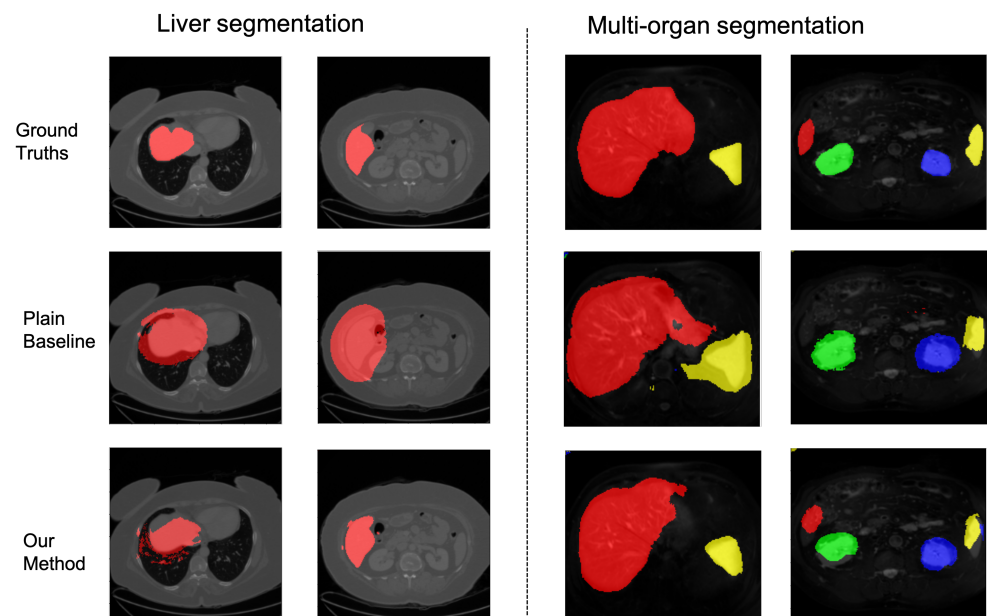 Liver segmentation
Multi-organ segmentation
Ground
Truths
Plain
Baseline
Our
Method